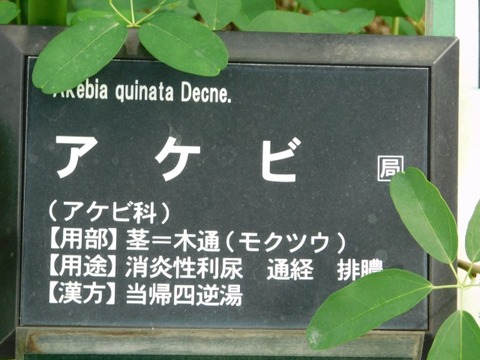 Akebia quinata Decne.
アケビ 局
（アケビ科）
【用部】茎＝木通（モクツウ）
【用途】消炎性利尿　通経　排膿
【漢方】当帰四逆湯